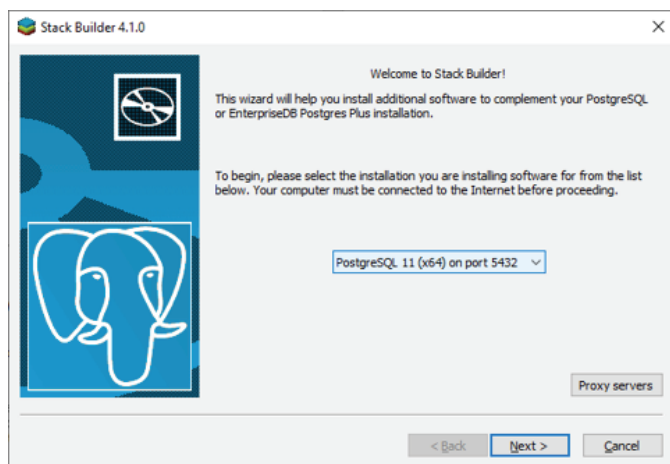 Stack Builder 4.1.0
Welcome to Stack Builder!
This wizard will help you install additional software to complement your PostgreSQL
or EnterpriseDB Postgres Plus installation.
To begin, please select the installation you are installing software for from the list
below. Your computer must be connected to the Internet before proceeding.
PostgreSQL 11 (x64) on port 5432
Proxy servers
< Back
Next >
Cancel